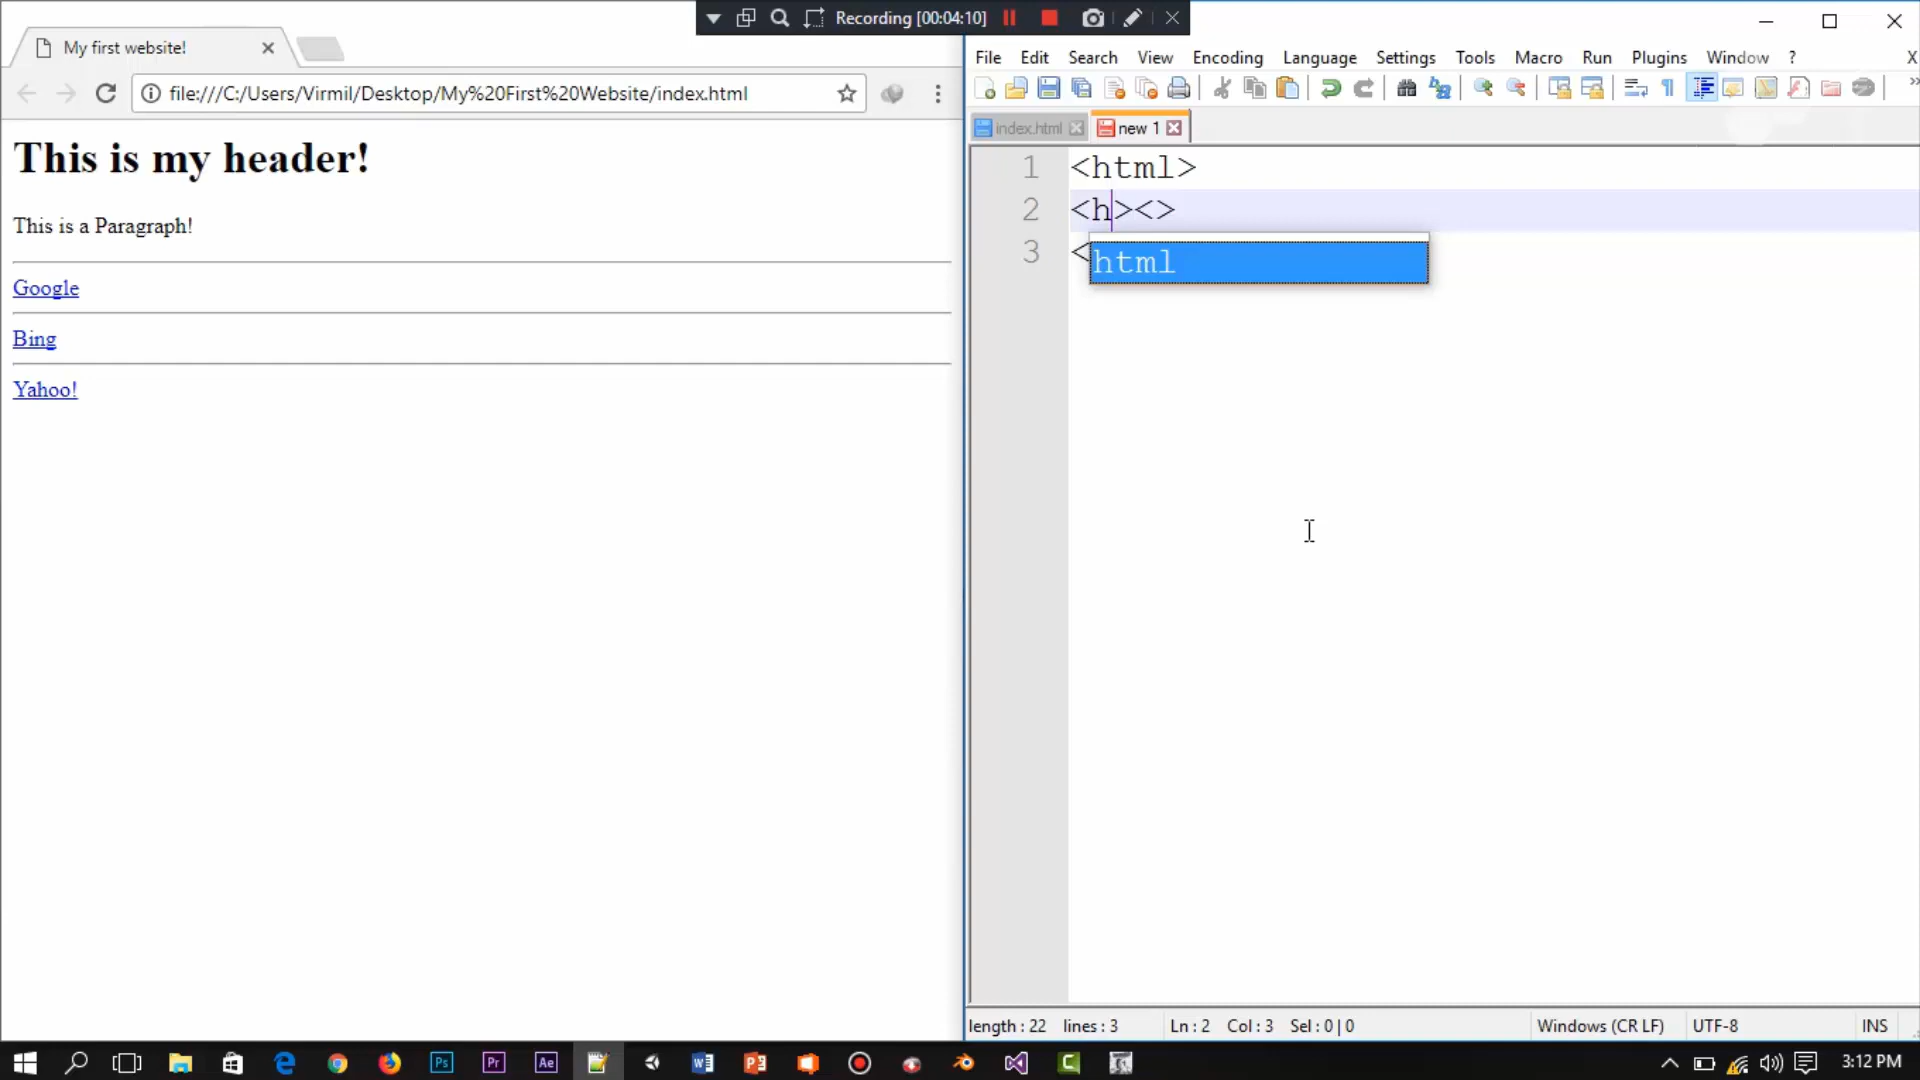 Recording [00:04:10]
My first website!
file:///C:/Users/Virmil/Desktop/My%20First%20Website/index.html
This is my header!
This is a Paragraph!
Google
Bing
Yahoo!
File Edit Search View Encoding Language Settings Tools Macro Run Plugins Window ? X
index.html new 1
1 <html>
2 <h><>
3 <
html
length : 22 lines : 3 Ln : 2 Col : 3 Sel : 0 | 0 Windows (CR LF) UTF-8 INS
Ps Pr Ae
3:12 PM